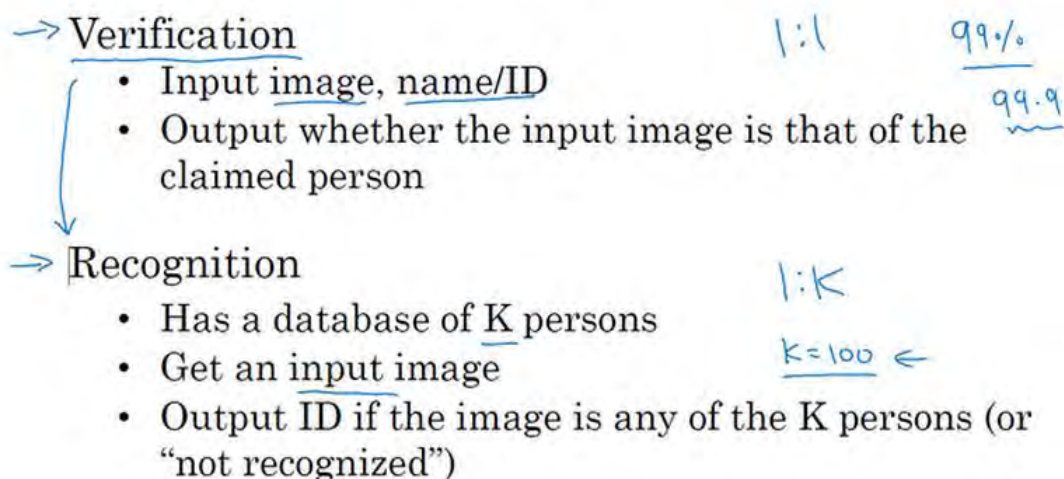 Verification 1:1 99%
• Input image, name/ID 99.9
• Output whether the input image is that of the
claimed person
Recognition
1:K
• Has a database of K persons
• Get an input image K=100
• Output ID if the image is any of the K persons (or
“not recognized”)